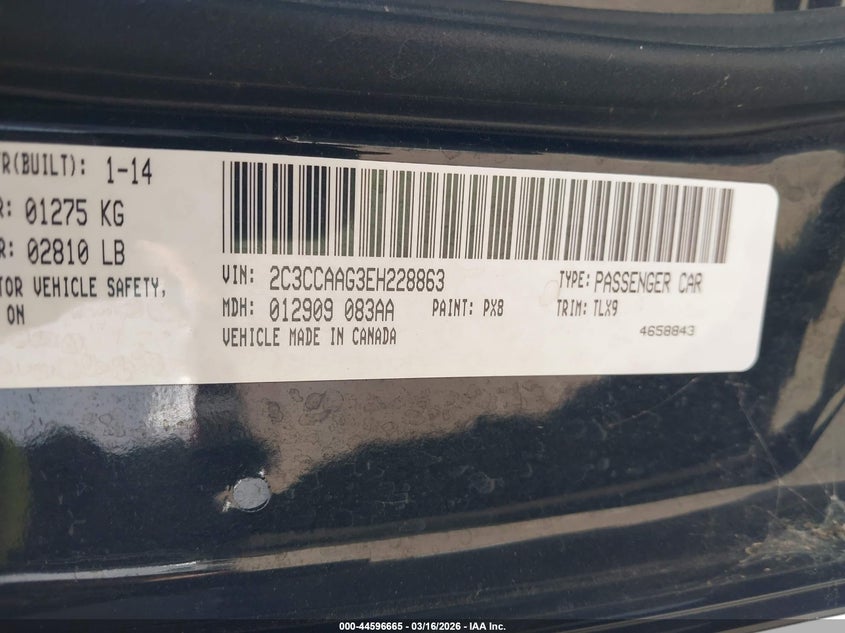 R(BUILT): 1-14
R: 01275 KG
R: 02810 LB
TOR VEHICLE SAFETY,
ON
VIN: 2C3CCAAG3EH228863
TYPE: PASSENGER CAR
MDH: 012909 083AA
PAINT: PX8
TRIM: TLX9
VEHICLE MADE IN CANADA
4658843
000-44596665 - 03/16/2026 - IAA Inc.